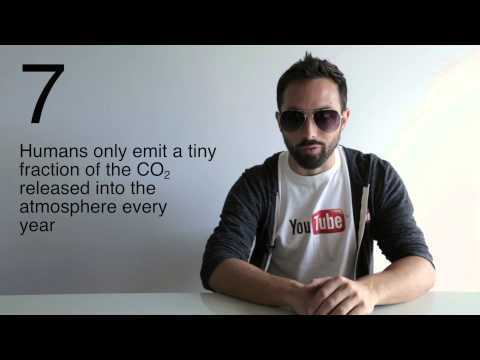 7
Humans only emit a tiny
fraction of the CO₂
released into the
atmosphere every
year
YouTube